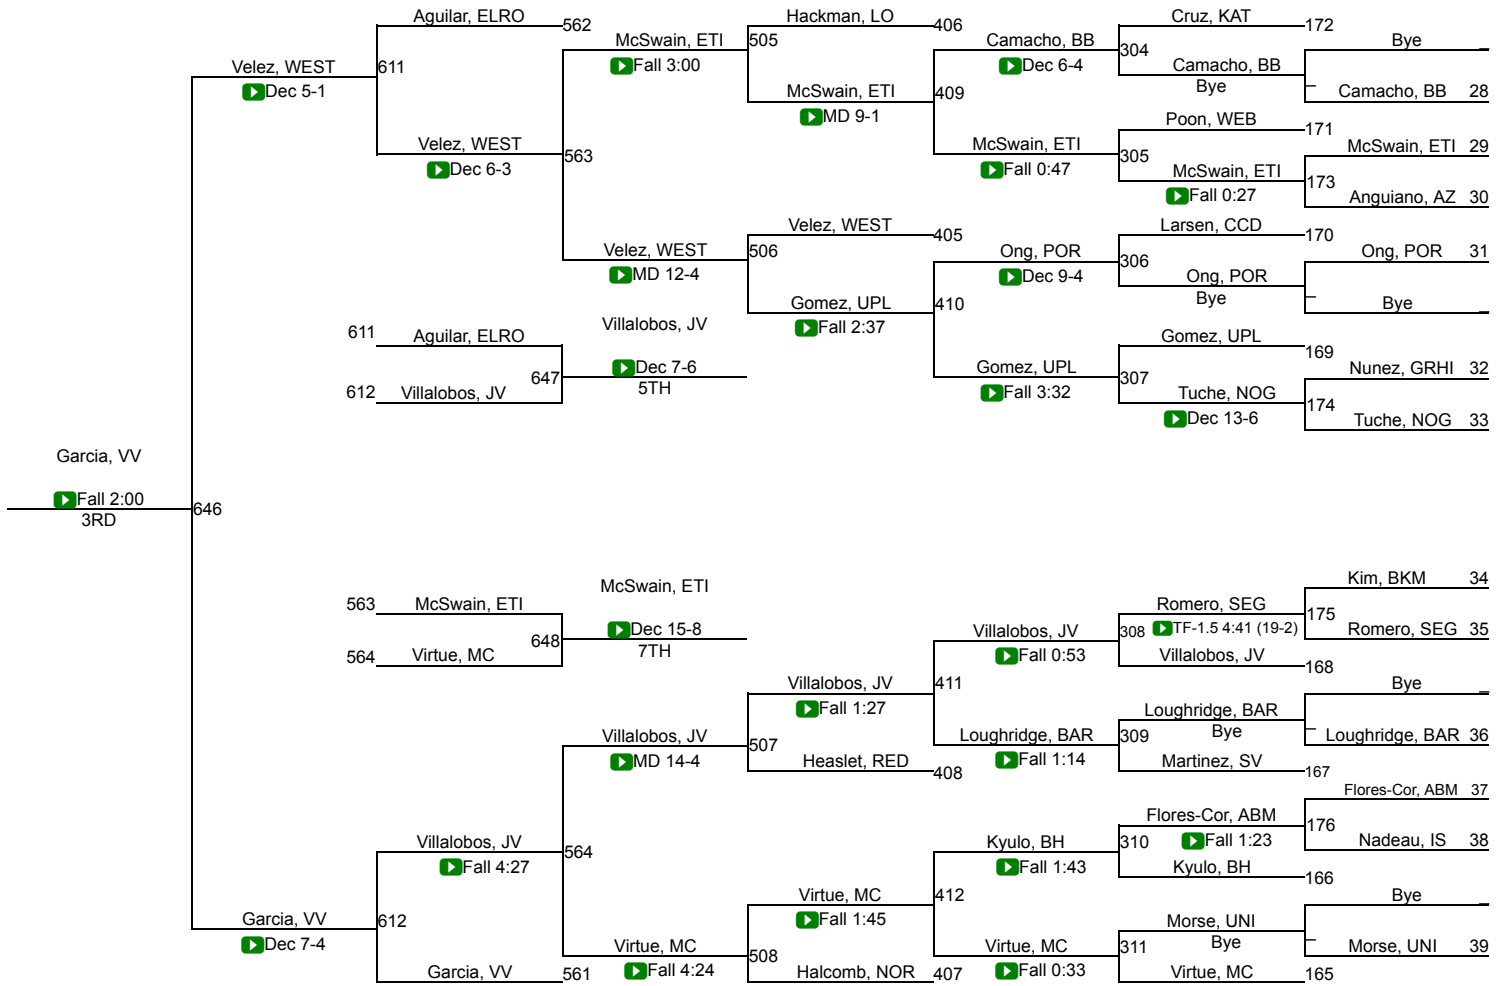 Aguilar, ELRO
562
Hackman, LO
406
Cruz, KAT
172
McSwain, ETI
505
Camacho, BB
304
Bye
_
Velez, WEST
611
Fall 3:00
Dec 6-4
Camacho, BB
Dec 5-1
McSwain, ETI
409
Bye
_
Camacho, BB 28
MD 9-1
Poon, WEB
171
Velez, WEST
563
McSwain, ETI
305
McSwain, ETI 29
Dec 6-3
Fall 0:47
McSwain, ETI
173
Fall 0:27
Anguiano, AZ 30
Velez, WEST
405
Larsen, CCD
170
Velez, WEST
506
Ong, POR
306
Ong, POR 31
MD 12-4
Dec 9-4
Ong, POR
Bye
_
Gomez, UPL
410
Bye
_
611
Aguilar, ELRO
Villalobos, JV
Fall 2:37
Gomez, UPL
169
647
Dec 7-6
Gomez, UPL
307
Nunez, GRHI 32
612
Villalobos, JV
5TH
Fall 3:32
Tuche, NOG
174
Dec 13-6
Tuche, NOG 33
Garcia, VV
Fall 2:00
646
3RD
McSwain, ETI
Kim, BKM 34
563
McSwain, ETI
Romero, SEG
175
648
Dec 15-8
Villalobos, JV
308
TF-1.5 4:41 (19-2)
Romero, SEG 35
564
Virtue, MC
7TH
Fall 0:53
Villalobos, JV
168
Villalobos, JV
411
Bye
_
Fall 1:27
Loughridge, BAR
Villalobos, JV
507
Loughridge, BAR
309
Bye
_
Loughridge, BAR 36
MD 14-4
Heaslet, RED
408
Fall 1:14
Martinez, SV
167
Flores-Cor, ABM 37
Flores-Cor, ABM
176
Villalobos, JV
564
Kyulo, BH
310
Fall 1:23
Nadeau, IS 38
Fall 4:27
Fall 1:43
Kyulo, BH
166
Virtue, MC
412
Bye
_
Garcia, VV
612
Fall 1:45
Morse, UNI
Dec 7-4
Virtue, MC
508
Virtue, MC
311
Bye
_
Morse, UNI 39
Garcia, VV
561
Fall 4:24
Halcomb, NOR
407
Fall 0:33
Virtue, MC
165